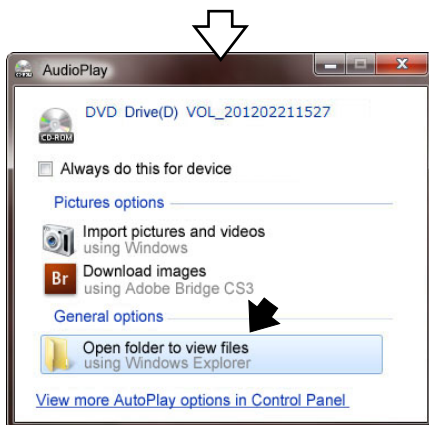 AudioPlay
DVD Drive(D) VOL_201202211527
CD-ROM
Always do this for device
Pictures options
Import pictures and videos
using Windows
Br
Download images
using Adobe Bridge CS3
General options
Open folder to view files
using Windows Explorer
View more AutoPlay options in Control Panel